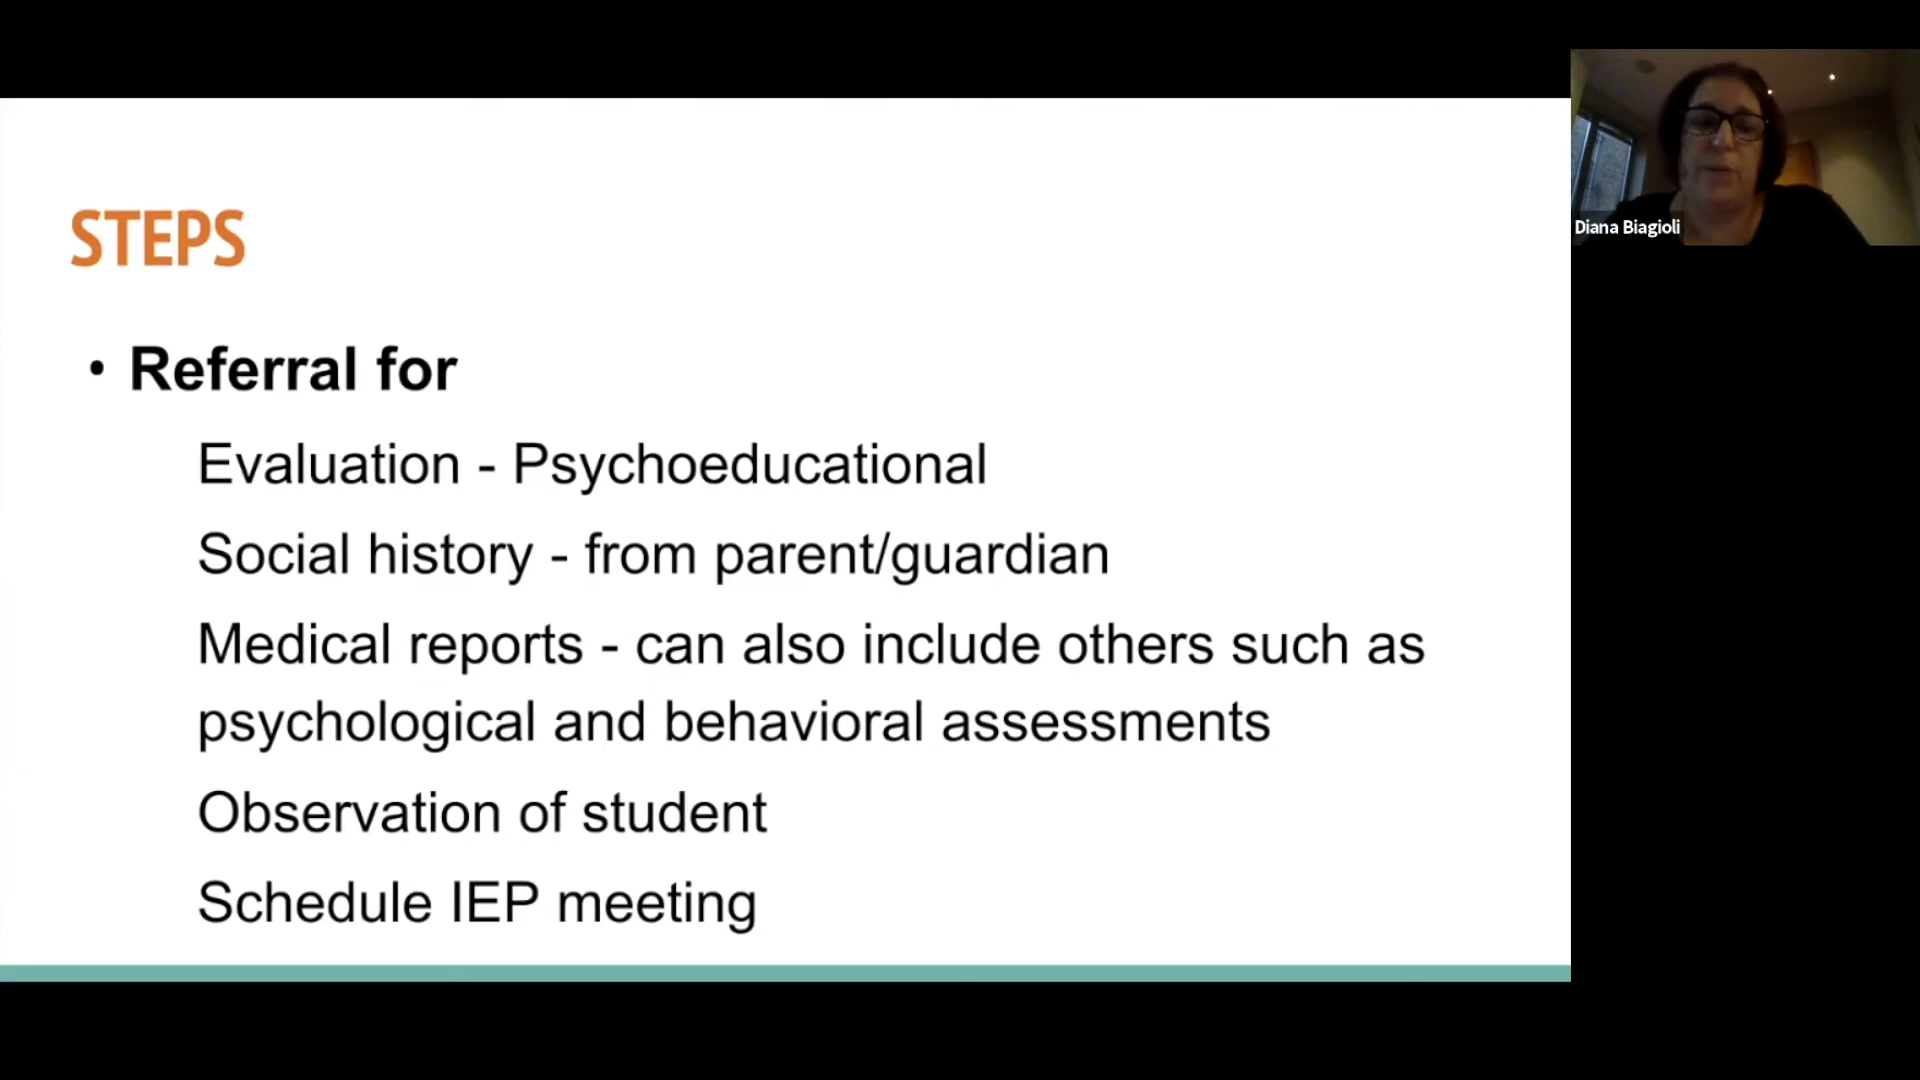 STEPS
• Referral for
Evaluation - Psychoeducational
Social history - from parent/guardian
Medical reports - can also include others such as
psychological and behavioral assessments
Observation of student
Schedule IEP meeting
Diana Biagioli